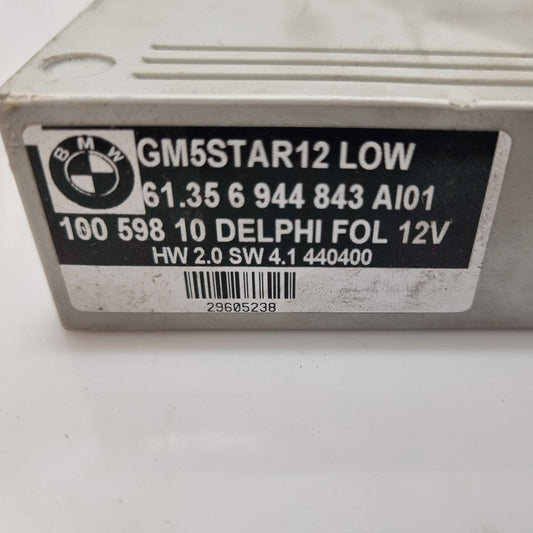 BMW
GM5STAR12 LOW
61.35 6 944 843 AI01
100 598 10 DELPHI FOL 12V
HW 2.0 SW 4.1 440400
29605238